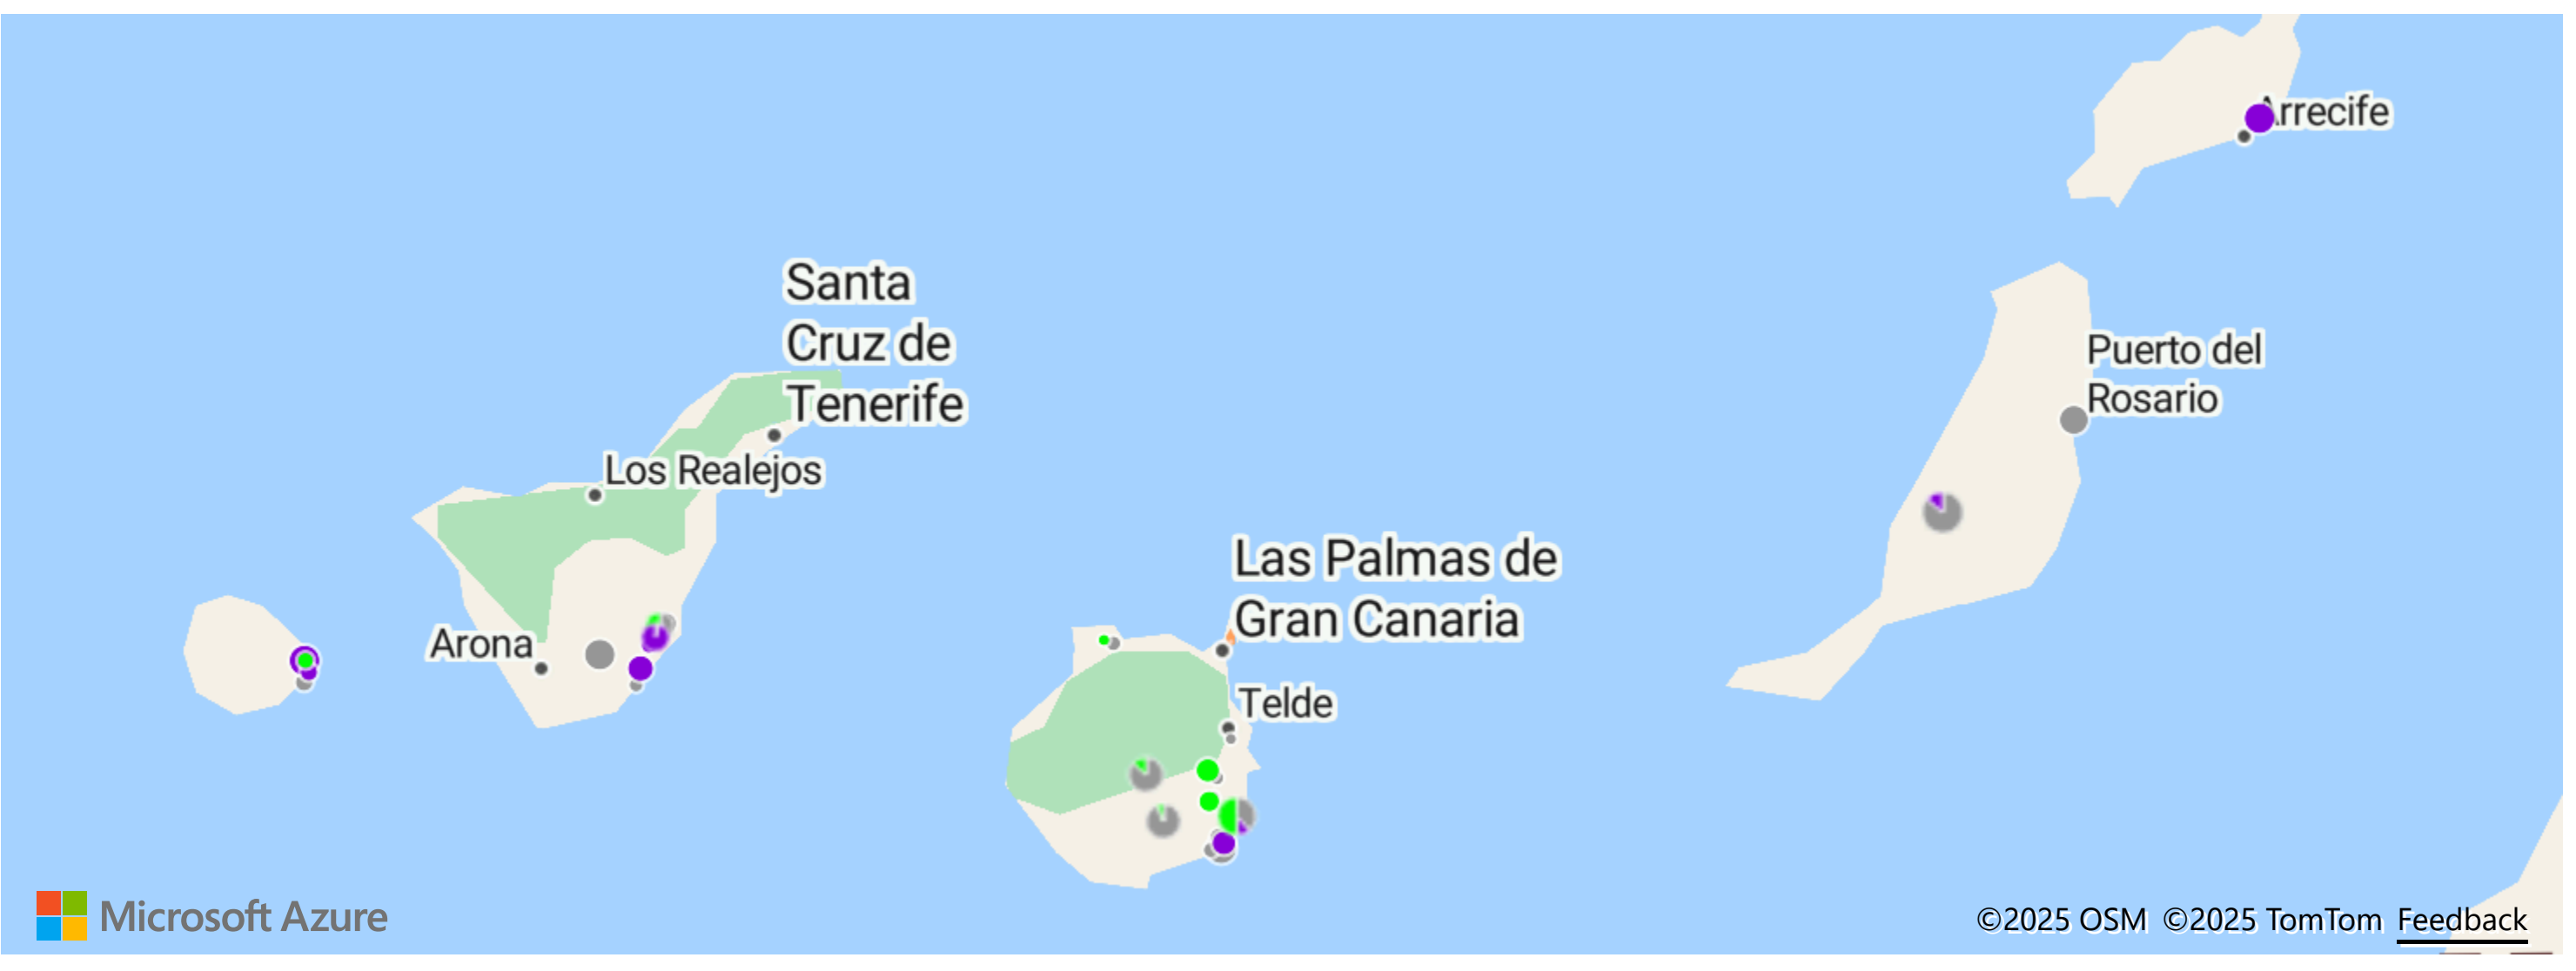 Arrecife
Santa
Cruz de
Tenerife
Puerto del
Rosario
Los Realejos
Las Palmas de
Gran Canaria
Arona
Telde
Microsoft Azure
©2025 OSM ©2025 TomTom Feedback